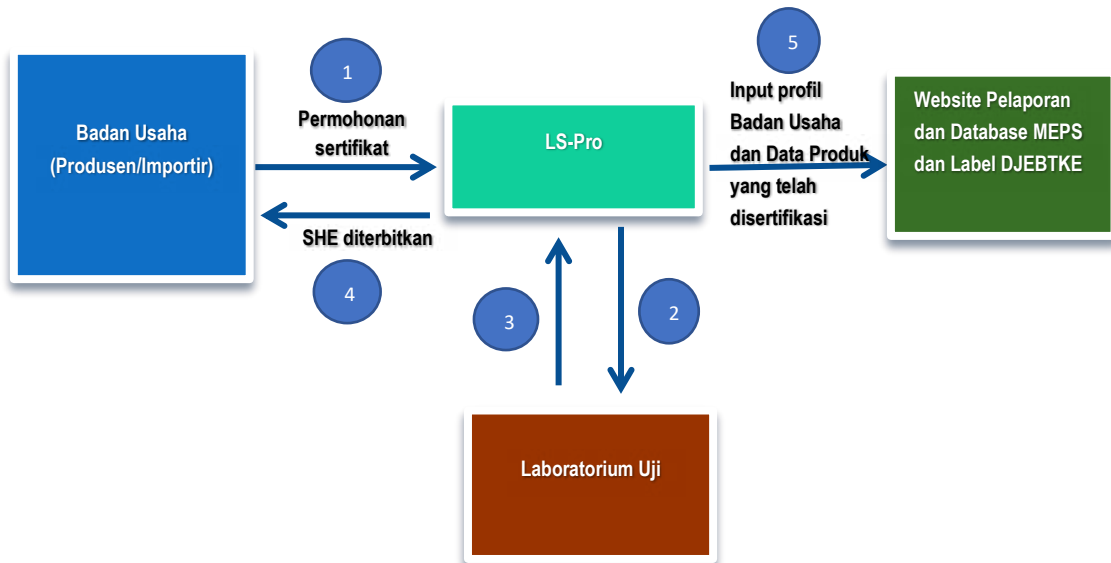 1
Permohonan
sertifikat
Badan Usaha
(Produsen/Importir)
SHE diterbitkan
4
LS-Pro
3
2
Laboratorium Uji
5
Input profil
Badan Usaha
dan Data Produk
yang telah
disertifikasi
Website Pelaporan
dan Database MEPS
dan Label DJEBTKE